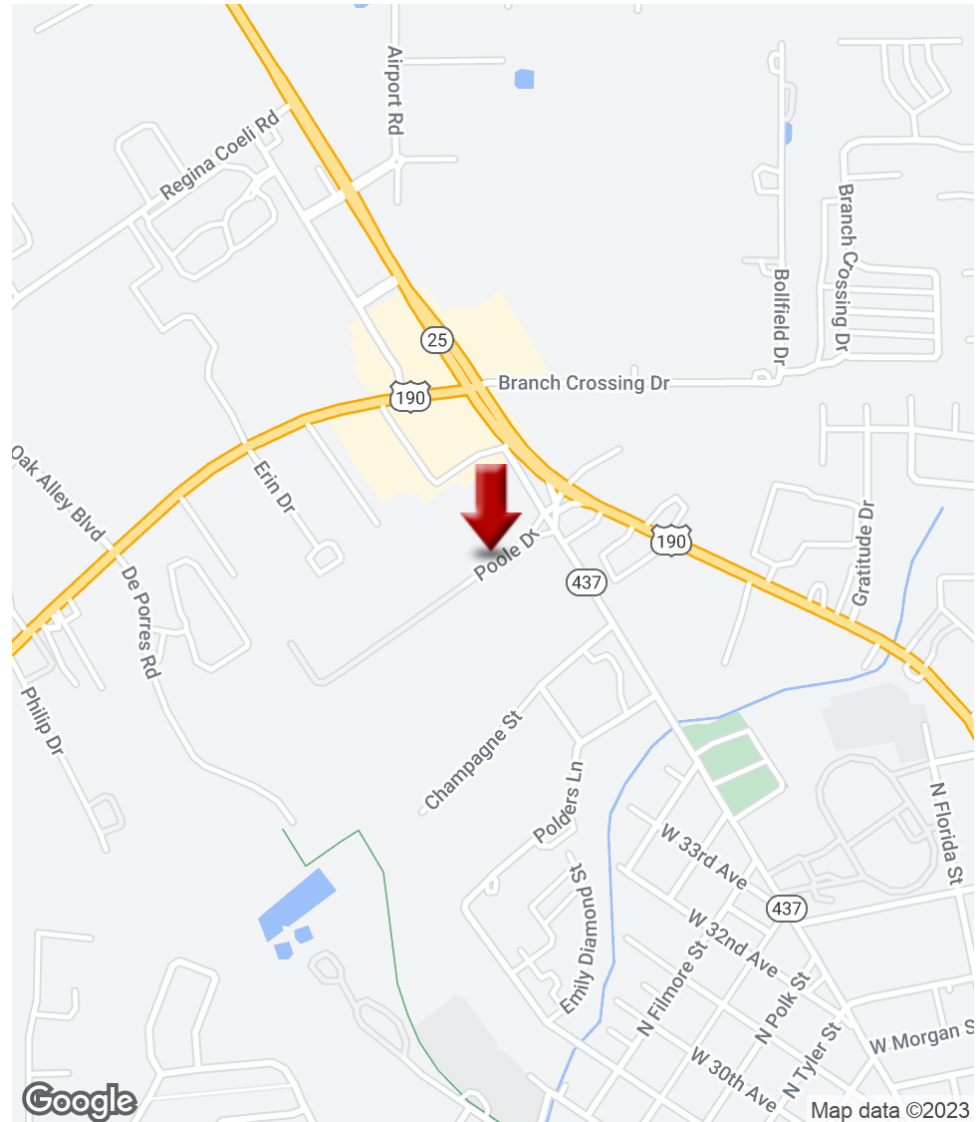 Airport Rd
Regina Coeli Rd
Branch Crossing Dr
Bollfield Dr
25
190
Branch Crossing Dr
Oak Alley Blvd
Erin Dr
Gratitude Dr
190
Poole Dr
437
De Porres Rd
Philip Dr
Champagne St
Polders Ln
N Florida St
W 33rd Ave
Emily Diamond St
437
W 32nd Ave
N Filmore St
N Polk St
N Tyler St
W Morgan S
W 30th Ave
Google
Map data ©2023